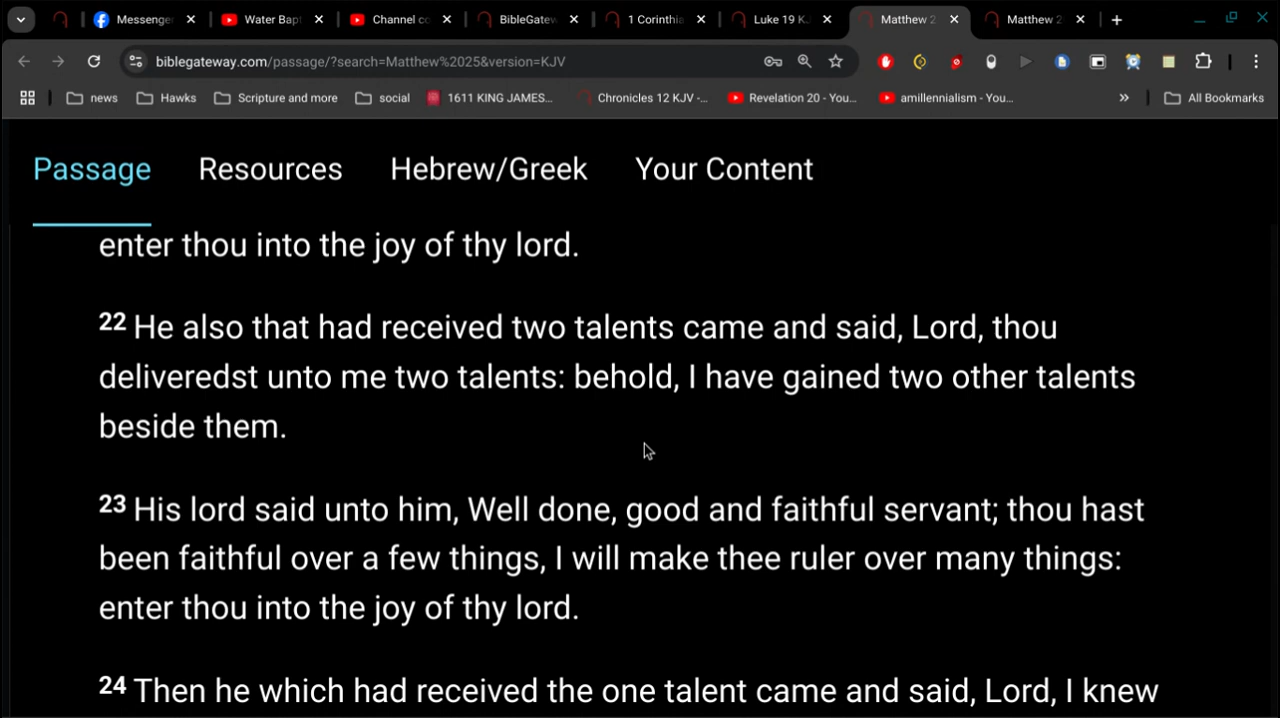 Messenger
Water Bapt
Channel co
BibleGatew
1 Corinthia
Luke 19 K
Matthew 2
Matthew 2
biblegateway.com/passage/?search=Matthew%2025&version=KJV
news
Hawks
Scripture and more
social
1611 KING JAMES...
Chronicles 12 KJV -...
Revelation 20 - You...
amillennialism - You...
»
All Bookmarks
Passage Resources Hebrew/Greek Your Content
enter thou into the joy of thy lord.
22 He also that had received two talents came and said, Lord, thou
deliveredst unto me two talents: behold, I have gained two other talents
beside them.
23 His lord said unto him, Well done, good and faithful servant; thou hast
been faithful over a few things, I will make thee ruler over many things:
enter thou into the joy of thy lord.
24 Then he which had received the one talent came and said, Lord, I knew